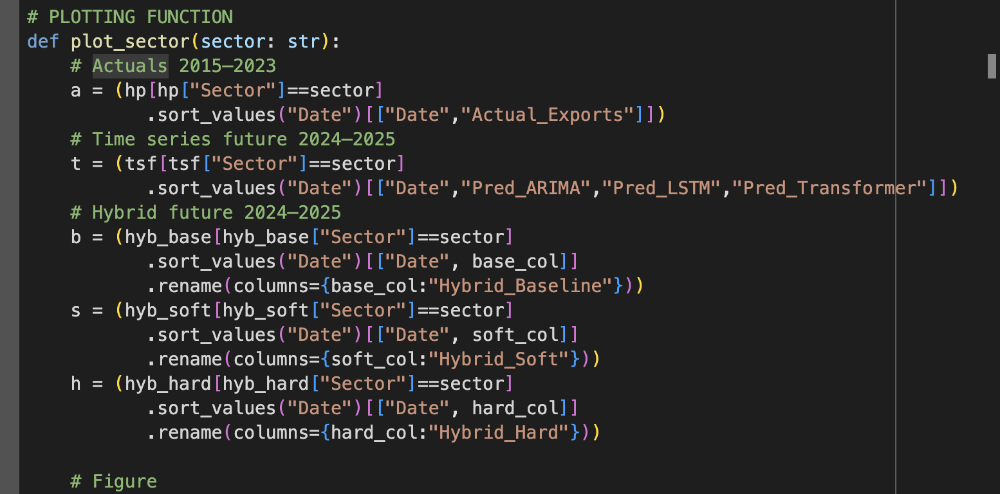 # PLOTTING FUNCTION
def plot_sector(sector: str):
    # Actuals 2015–2023
    a = (hp[hp["Sector"]==sector]
           .sort_values("Date")[["Date","Actual_Exports"]])
    # Time series future 2024–2025
    t = (tsf[tsf["Sector"]==sector]
           .sort_values("Date")[["Date","Pred_ARIMA","Pred_LSTM","Pred_Transformer"]])
    # Hybrid future 2024–2025
    b = (hyb_base[hyb_base["Sector"]==sector]
           .sort_values("Date")[["Date", base_col]]
           .rename(columns={base_col:"Hybrid_Baseline"}))
    s = (hyb_soft[hyb_soft["Sector"]==sector]
           .sort_values("Date")[["Date", soft_col]]
           .rename(columns={soft_col:"Hybrid_Soft"}))
    h = (hyb_hard[hyb_hard["Sector"]==sector]
           .sort_values("Date")[["Date", hard_col]]
           .rename(columns={hard_col:"Hybrid_Hard"}))
    # Figure